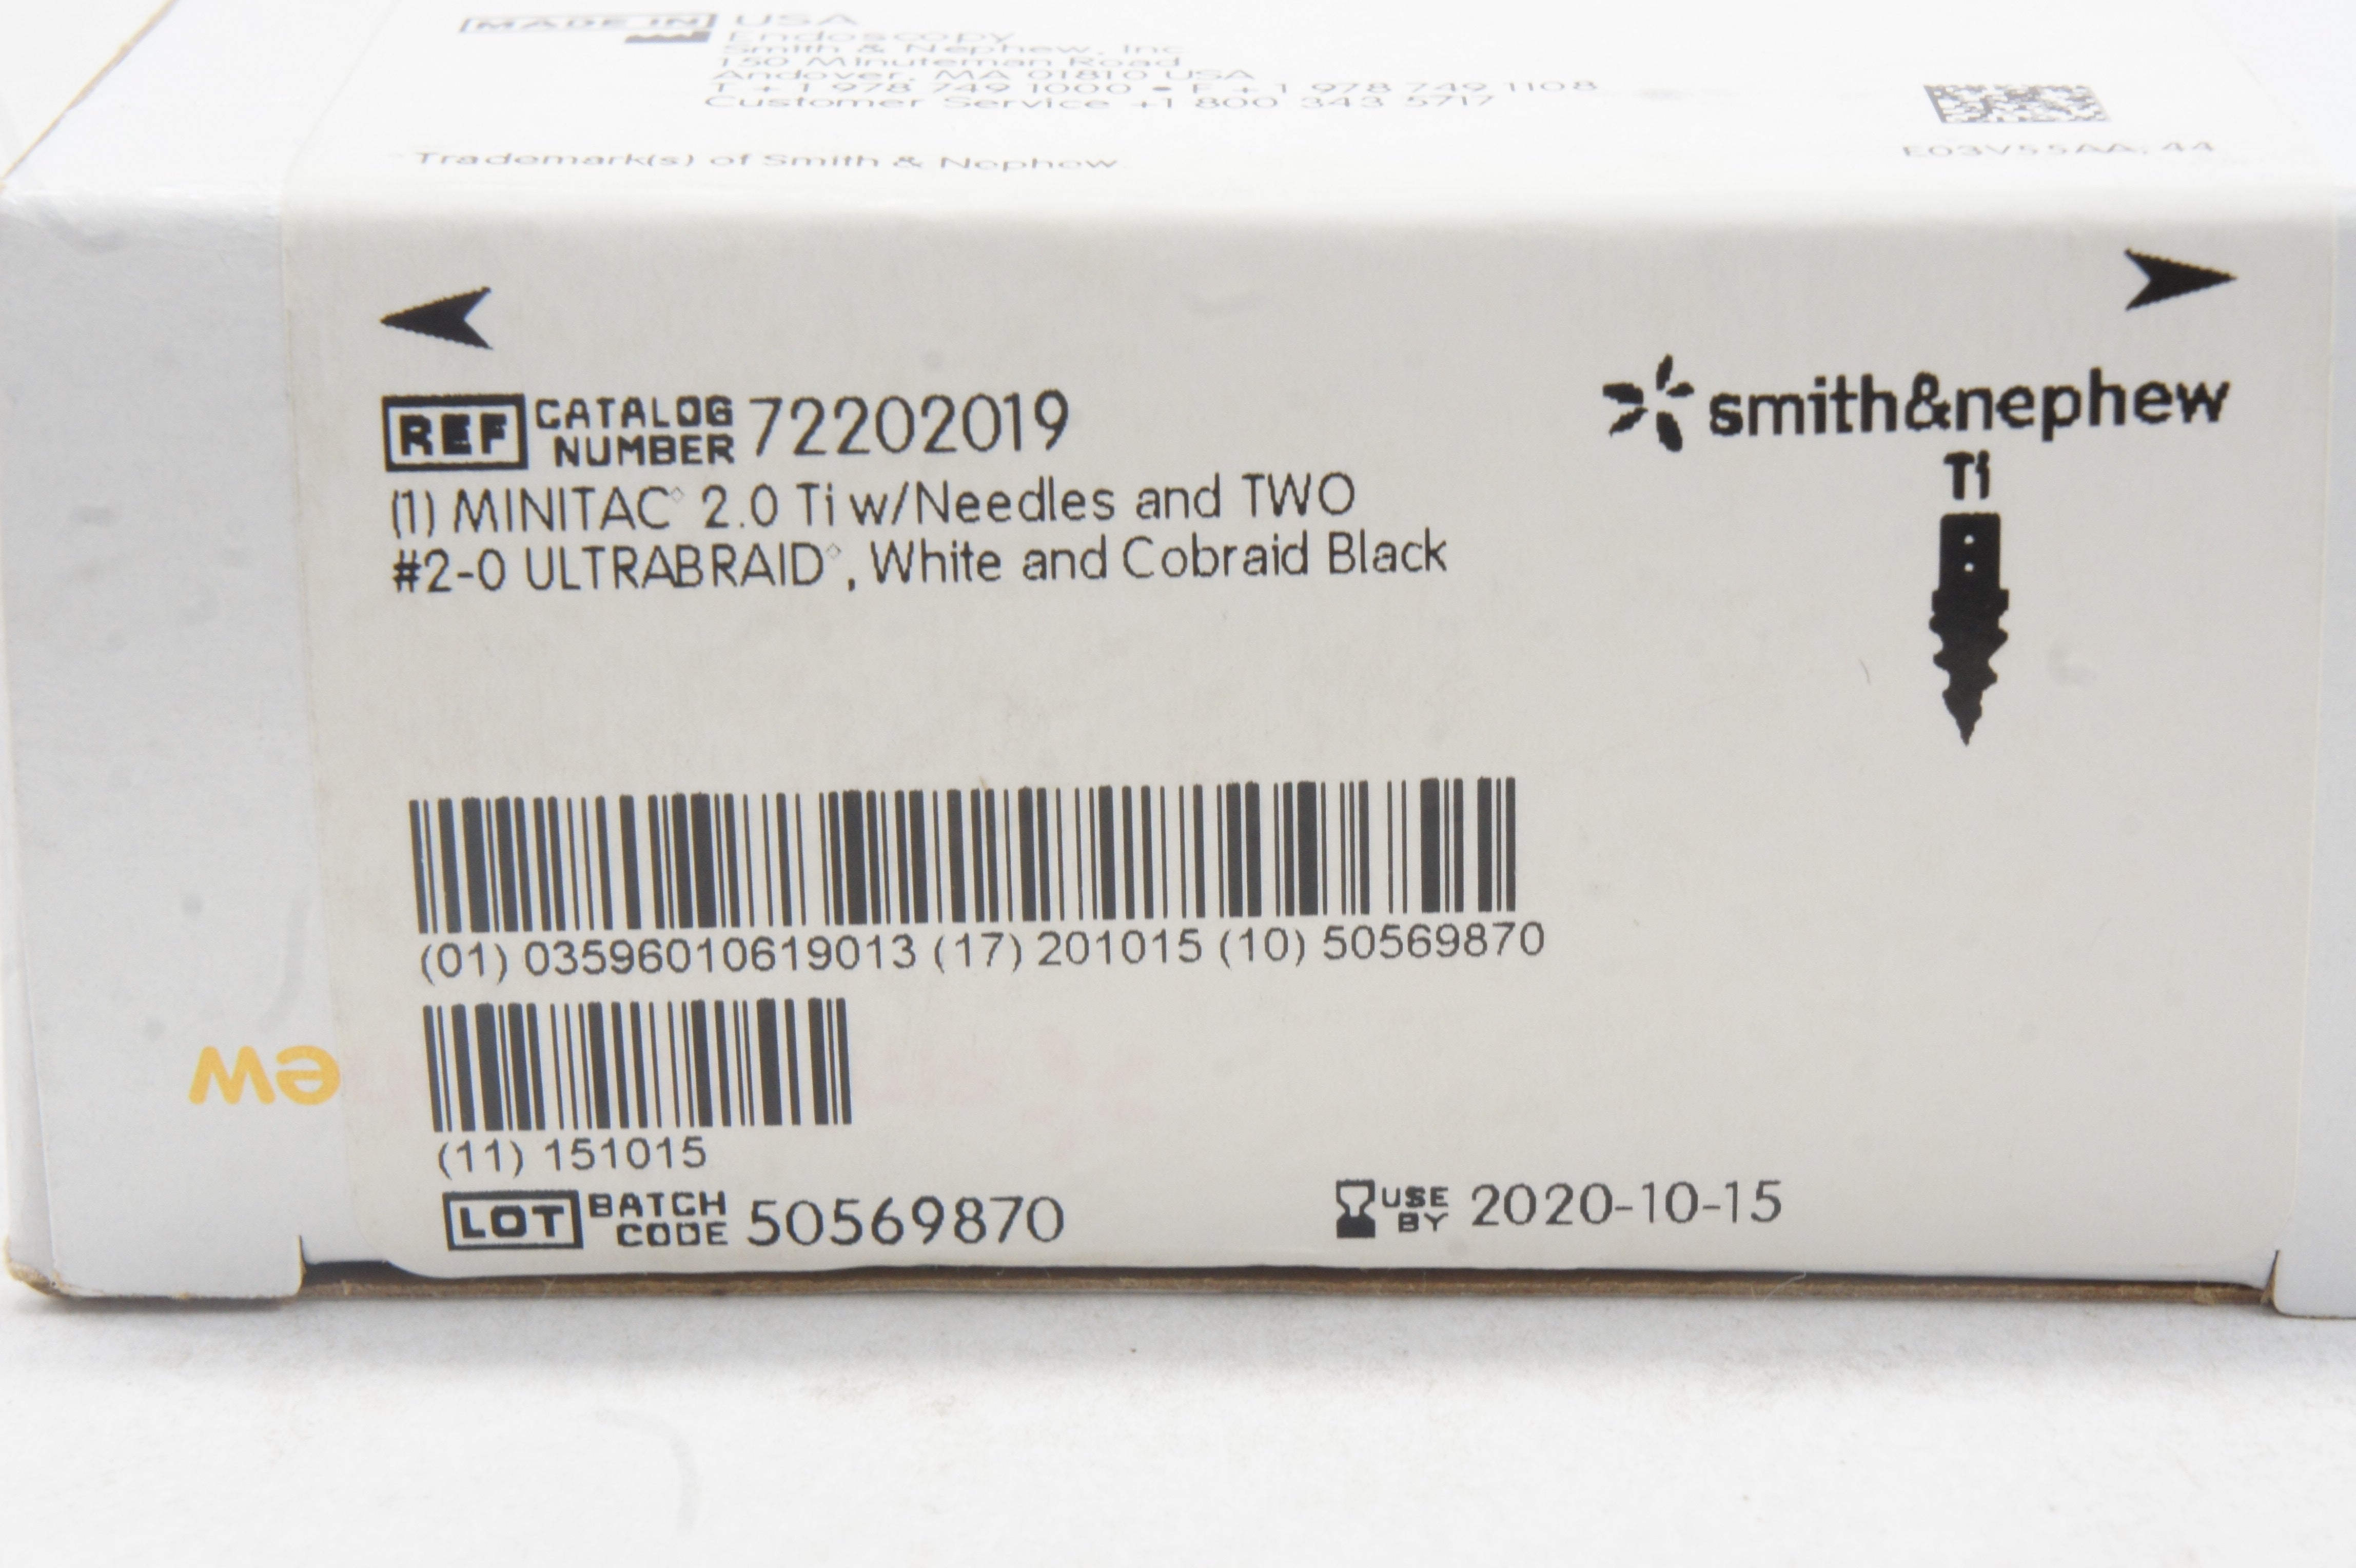 MADE IN USA
Endoscopy
Smith & Nephew, Inc
150 Minuteman Road
Andover, MA 01810 USA
T +1 978 749 1000 • F +1 978 749 1108
Customer Service +1 800 343 5717
Trademark(s) of Smith & Nephew
E03V55AA, 44
REF CATALOG NUMBER 72202019
smith&nephew
(1) MINITAC◇ 2.0 Ti w/Needles and TWO
#2-0 ULTRABRAID◇, White and Cobraid Black
Ti
(01) 03596010619013 (17) 201015 (10) 50569870
ew
(11) 151015
LOT BATCH CODE 50569870
USE BY 2020-10-15